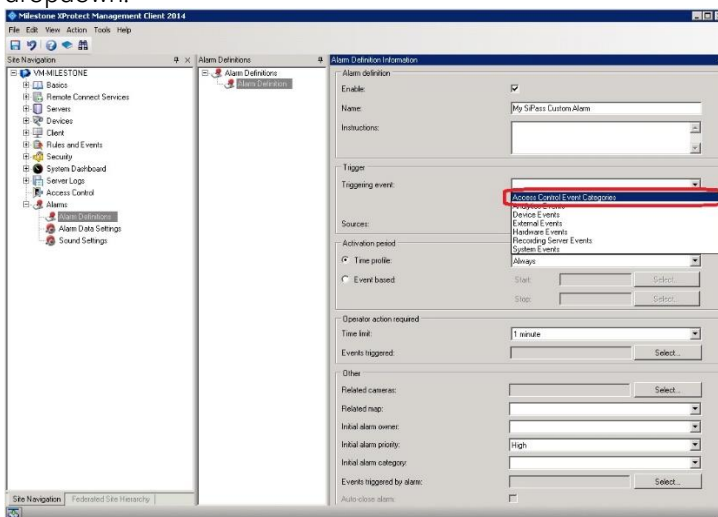 dropdown.
Milestone XProtect Management Client 2014
File Edit View Action Tools Help
Site Navigation
VM-MILESTONE
Basics
Remote Connect Services
Servers
Devices
Client
Rules and Events
Security
System Dashboard
Server Logs
Access Control
Alarms
Alarm Definitions
Alarm Data Settings
Sound Settings
Site Navigation Federated Site Hierarchy
Alarm Definitions
Alarm Definitions
Alarm Definition
Alarm Definition Information
Alarm definition
Enable:
Name: My SiPass Custom Alarm
Instructions:
Trigger
Triggering event:
Access Control Event Categories
Analytics Events
Device Events
External Events
Hardware Events
Recording Server Events
System Events
Sources:
Activation period
Time profile: Always
Event based Start: Select...
Stop: Select...
Operator action required
Time limit: 1 minute
Events triggered: Select...
Other
Related cameras: Select...
Related map:
Initial alarm owner:
Initial alarm priority: High
Initial alarm category:
Events triggered by alarm: Select...
Auto-close alarm: